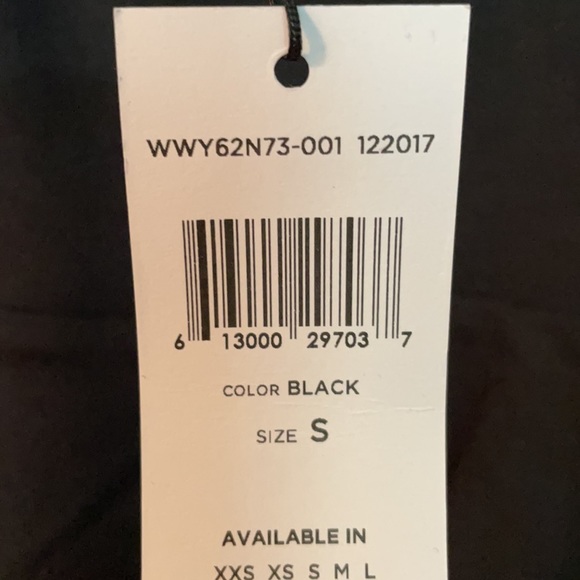 WWY62N73-001 122017
6 13000 29703 7
COLOR BLACK
SIZE S
AVAILABLE IN
XXS XS S M L